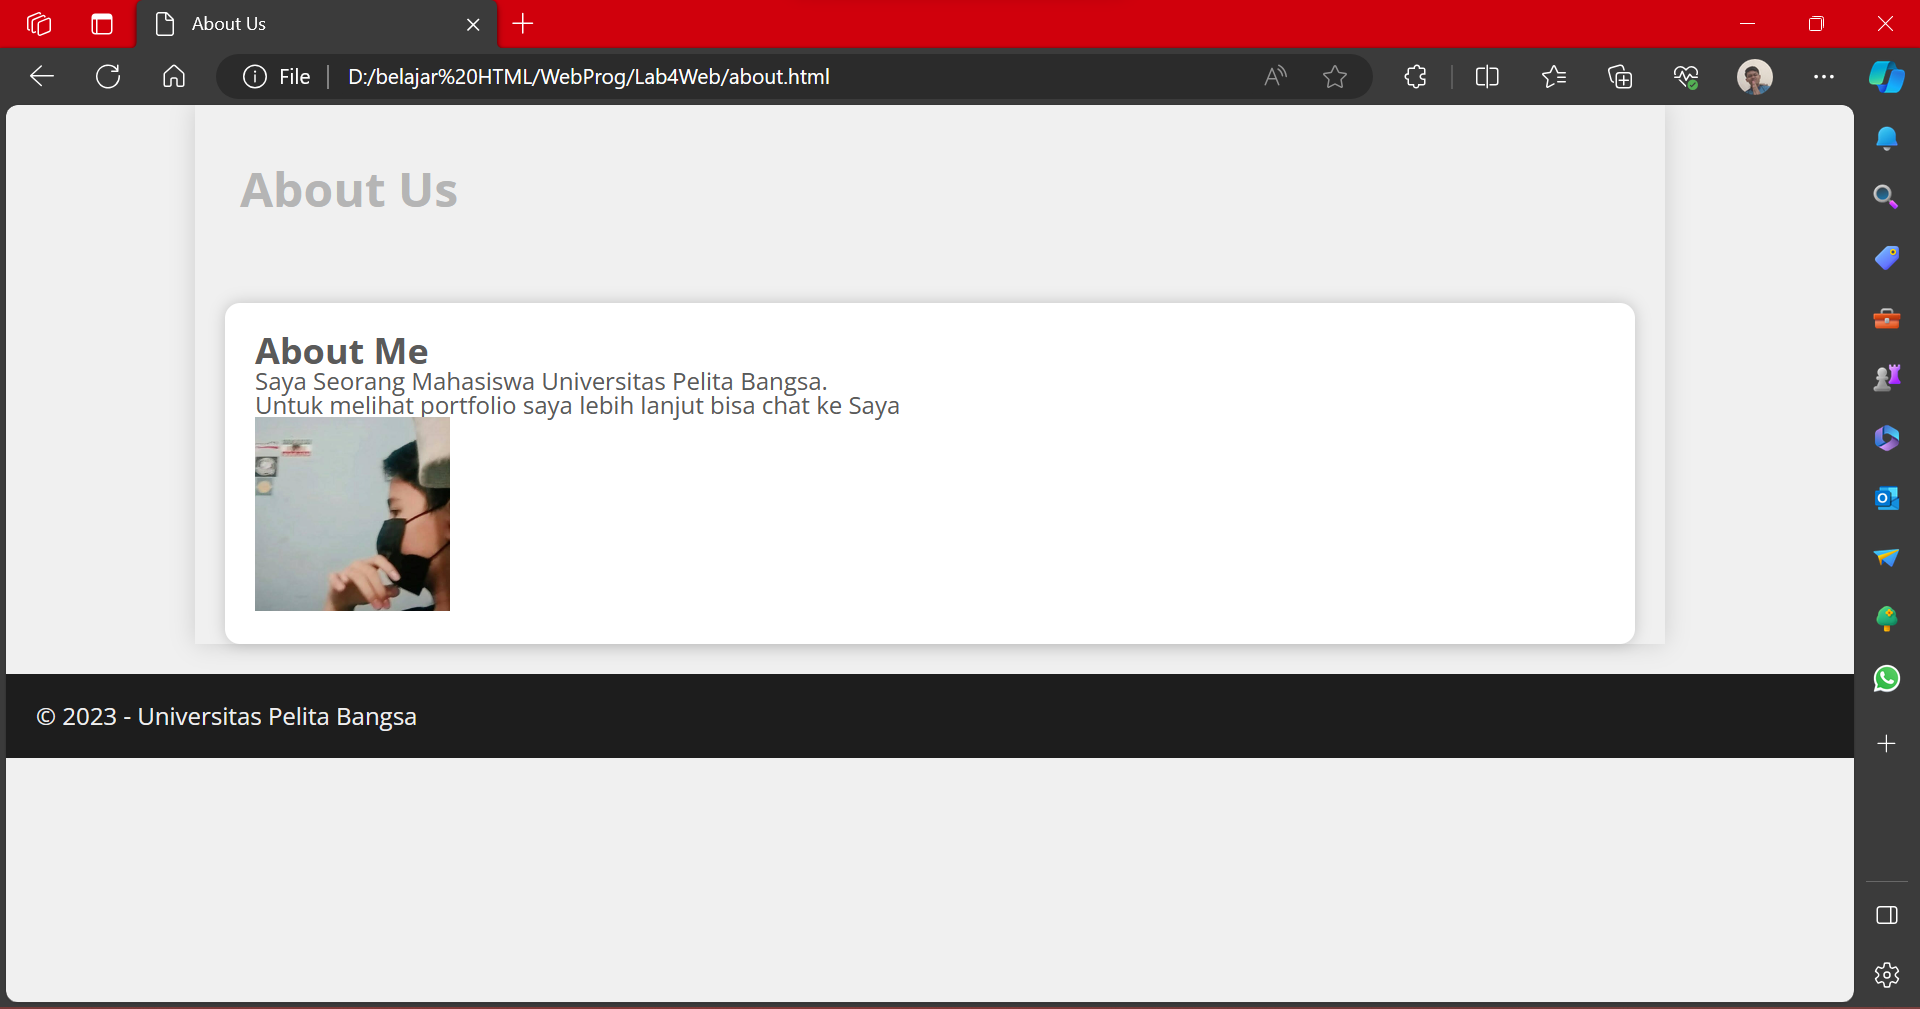 About Us
File
D:/belajar%20HTML/WebProg/Lab4Web/about.html
About Us
About Me
Saya Seorang Mahasiswa Universitas Pelita Bangsa.
Untuk melihat portfolio saya lebih lanjut bisa chat ke Saya
© 2023 - Universitas Pelita Bangsa